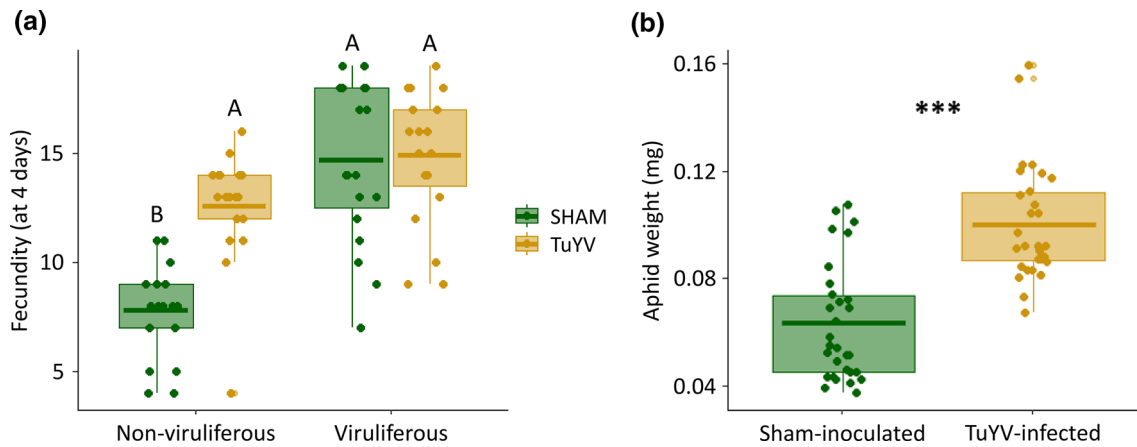 (a)
A
A
A
B
Fecundity (at 4 days)
15
10
5
Non-viruliferous
Viruliferous
SHAM
TuYV
(b)
***
Aphid weight (mg)
0.16
0.12
0.08
0.04
Sham-inoculated
TuYV-infected